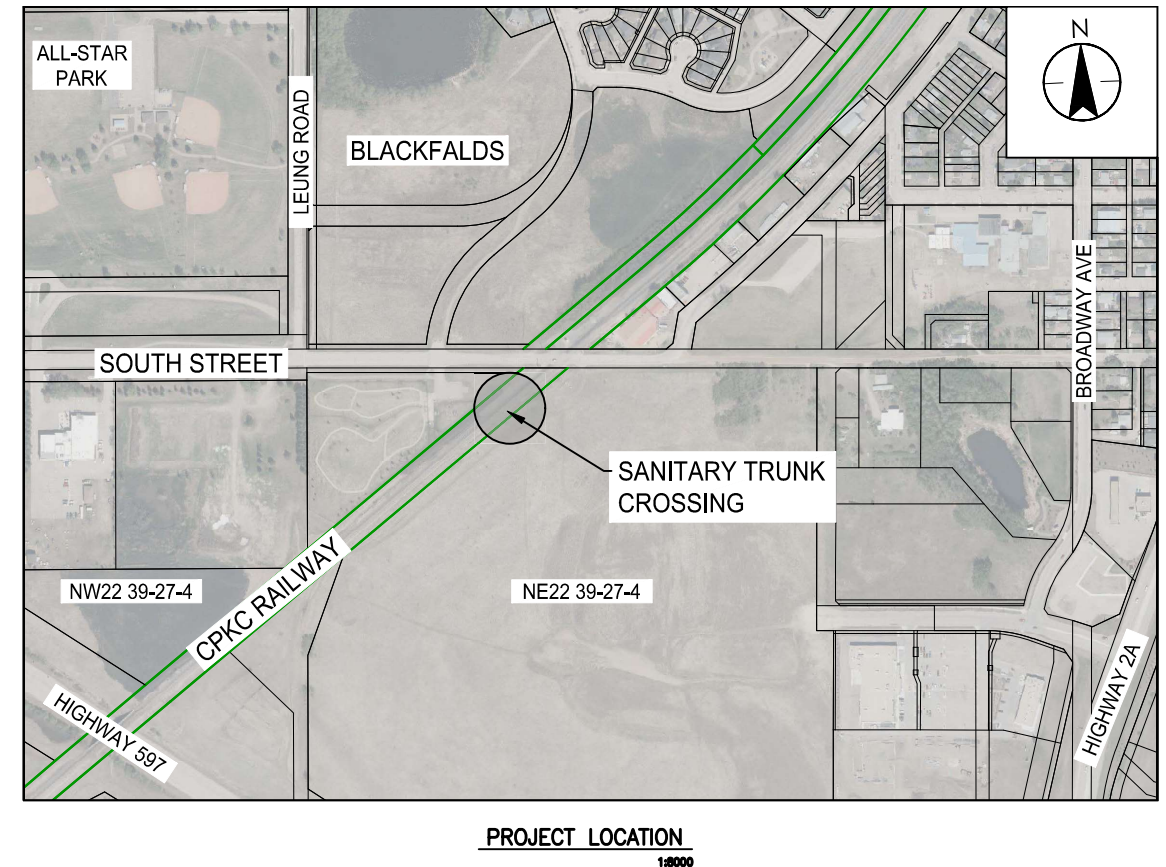 ALL-STAR
PARK
LEUNG ROAD
BLACKFALDS
N
SOUTH STREET
BROADWAY AVE
SANITARY TRUNK
CROSSING
NW22 39-27-4
CPKC RAILWAY
NE22 39-27-4
HIGHWAY 597
HIGHWAY 2A
PROJECT LOCATION
1:8000